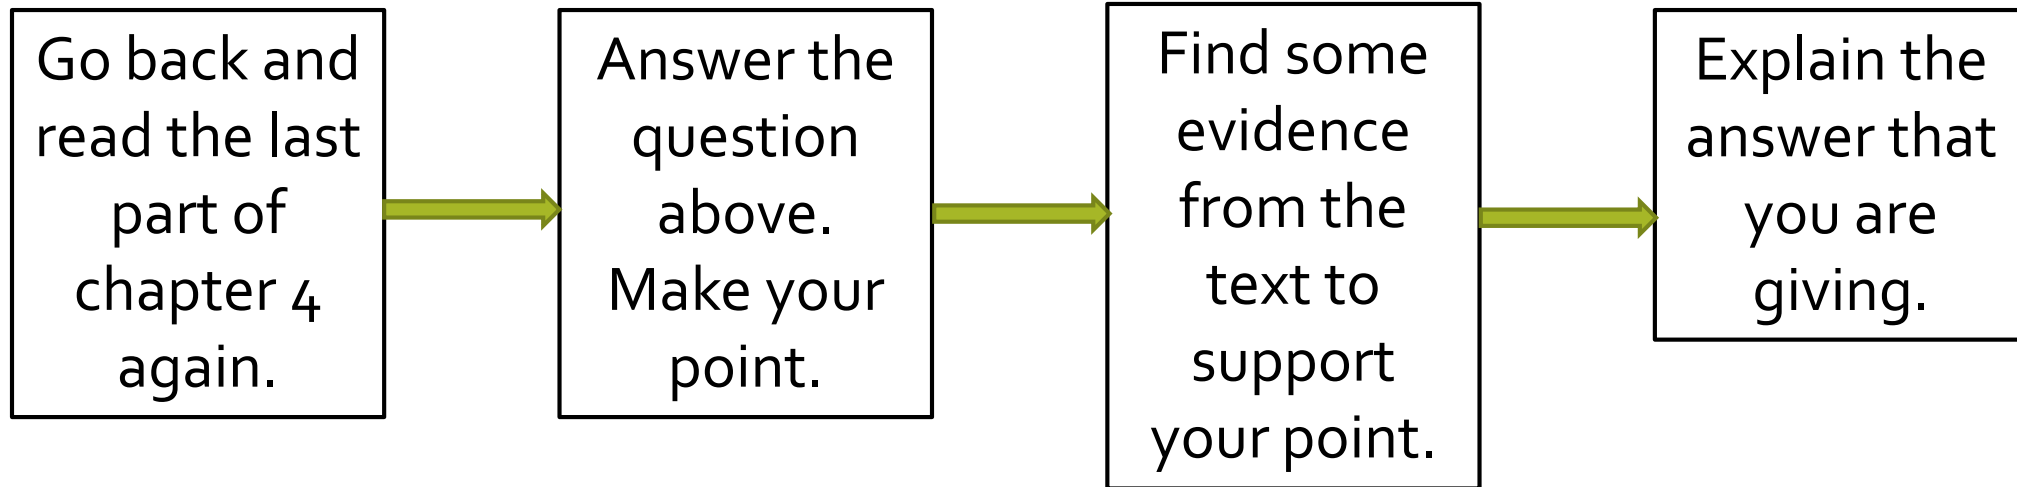 Go back and
read the last
part of
chapter 4
again.
Answer the
question
above.
Make your
point.
Find some
evidence
from the
text to
support
your point.
Explain the
answer that
you are
giving.